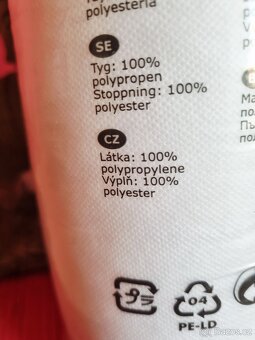 polyesteria
SE
Tyg: 100%
polypropen
Stoppning: 100%
polyester
CZ
Látka: 100%
polypropylene
Výplň: 100%
polyester
04
PE-LD